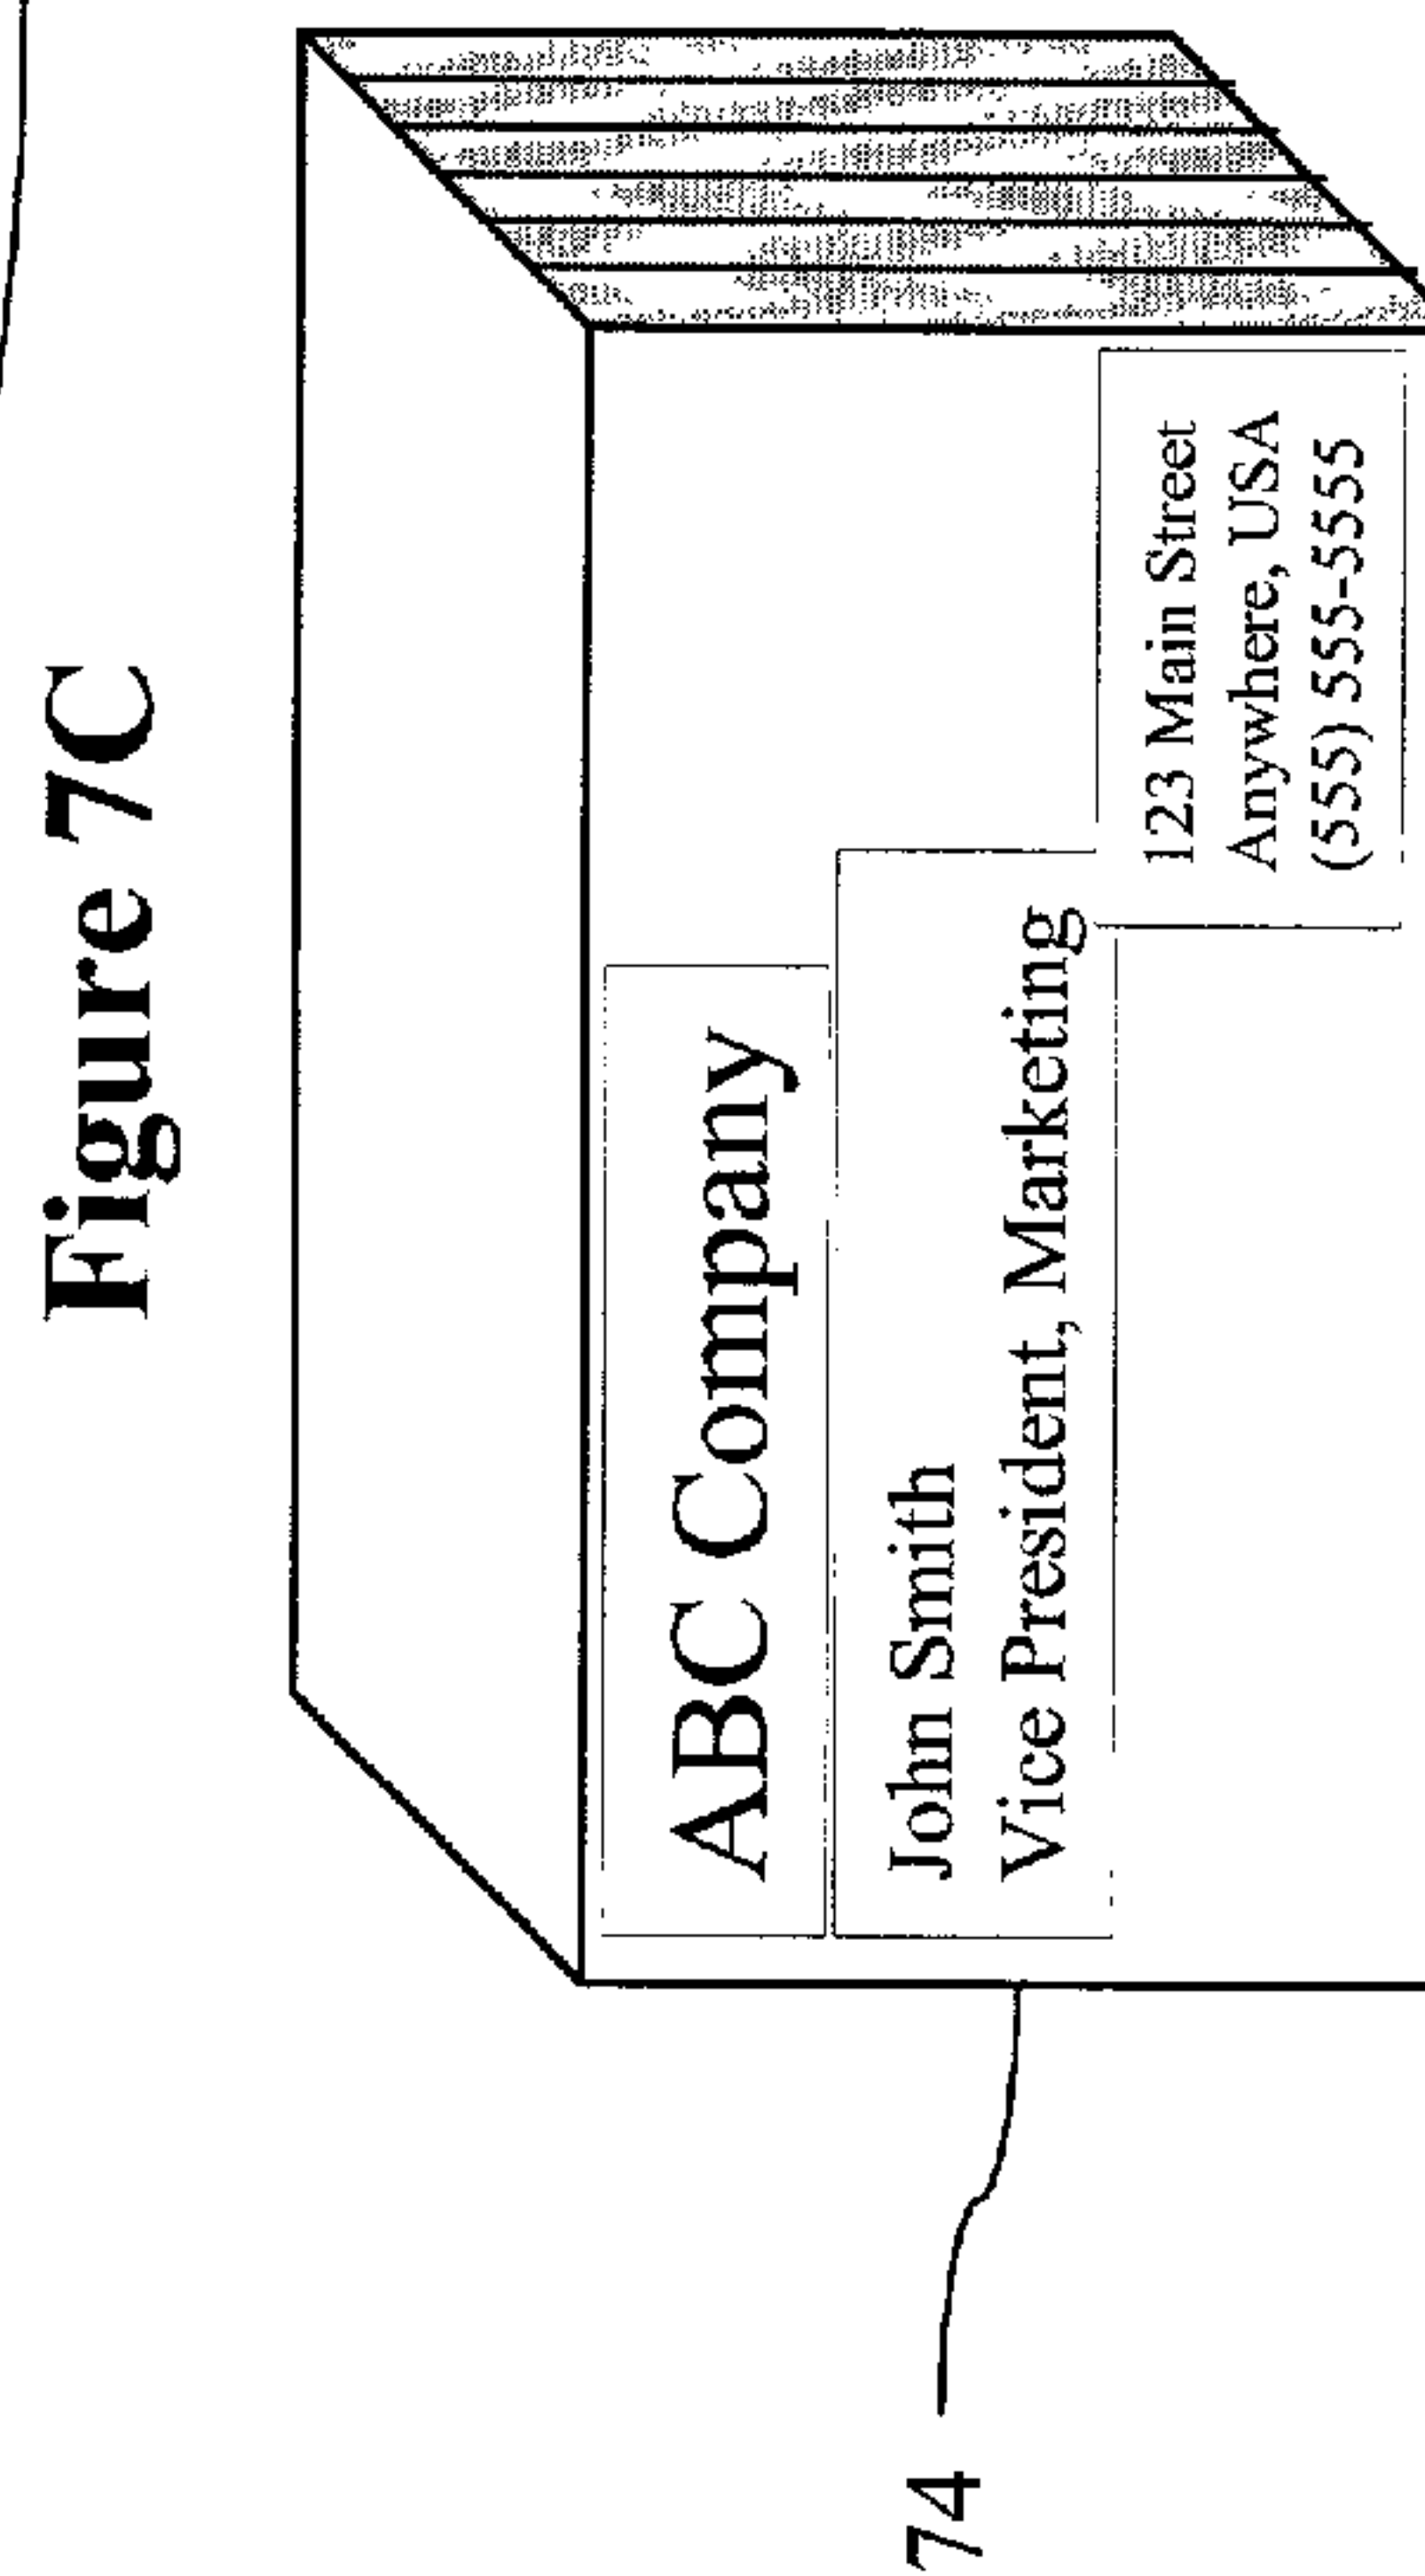 Figure 7C
ABC Company
John Smith
Vice President, Marketing
123 Main Street
Anywhere, USA
(555) 555-5555
74